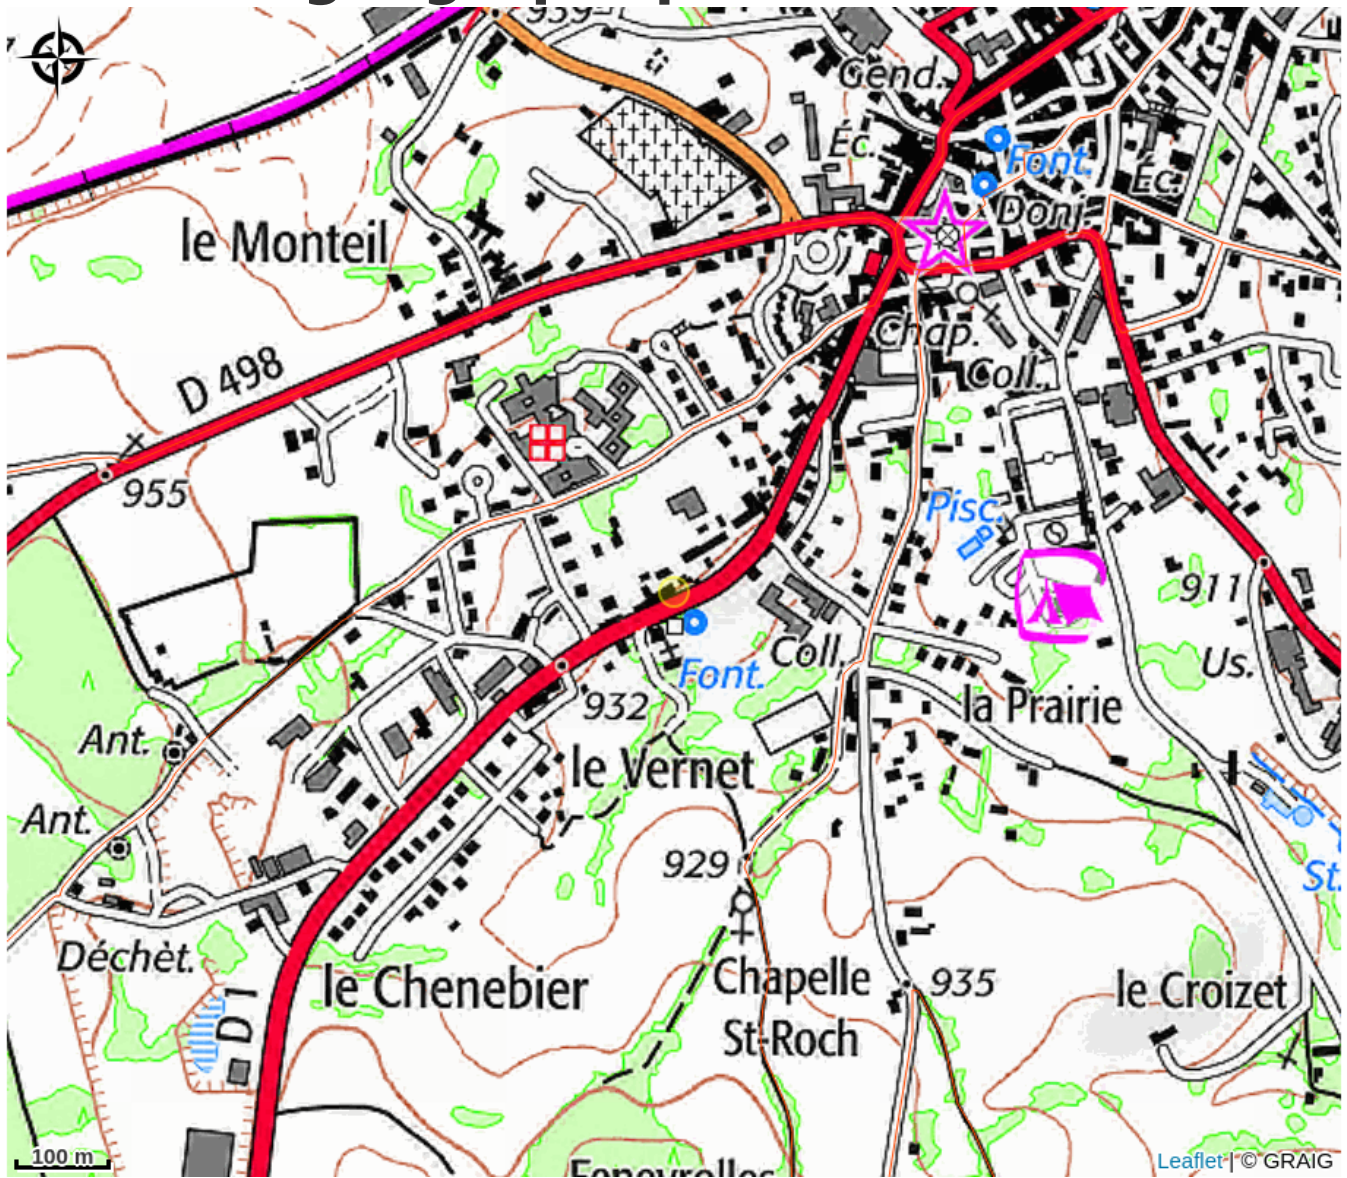 939
Gend.
Éc.
Font.
Éc.
Donj.
le Monteil
Chap.
D 498
Coll.
955
Pisc.
911
Coll.
Us.
Font.
932
la Prairie
Ant.
le Vernet
Ant.
929
St.
Déchèt.
le Chenebier
Chapelle
St-Roch
935
le Croizet
D 1
100 m
Leaflet | © GRAIG